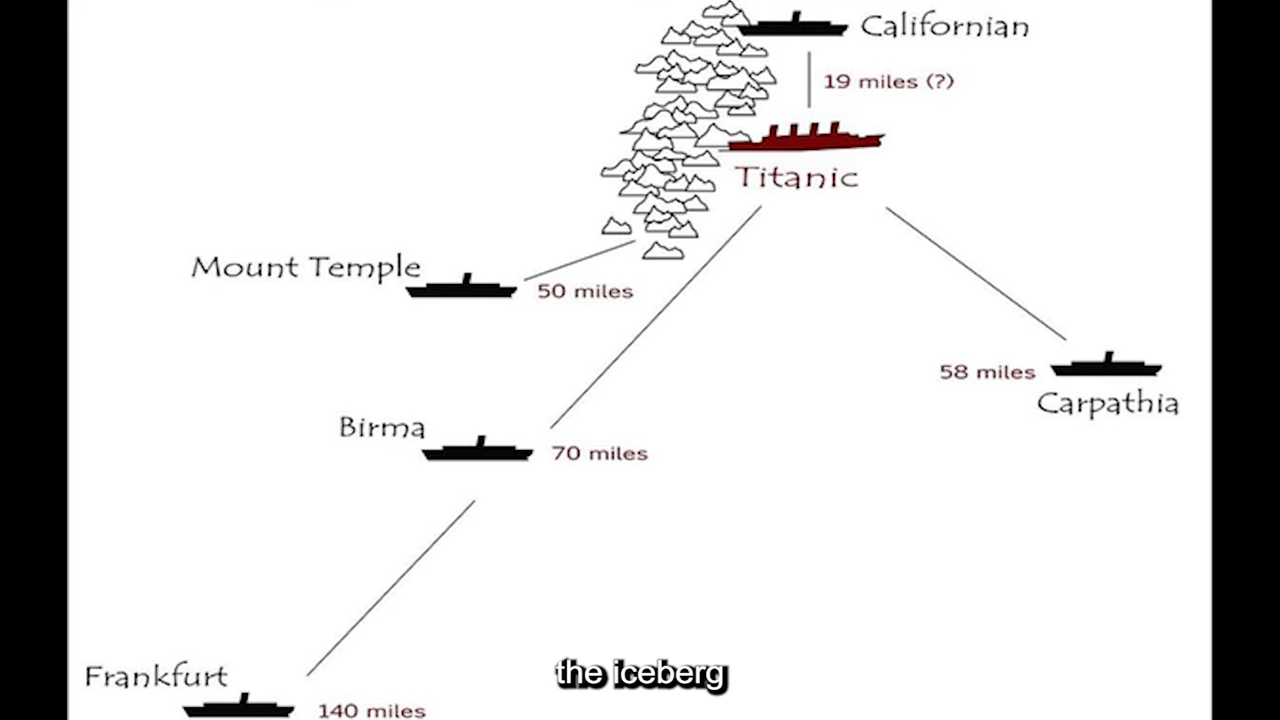 Californian
19 miles (?)
Titanic
Mount Temple
50 miles
58 miles
Carpathia
Birma
70 miles
Frankfurt
140 miles
the iceberg